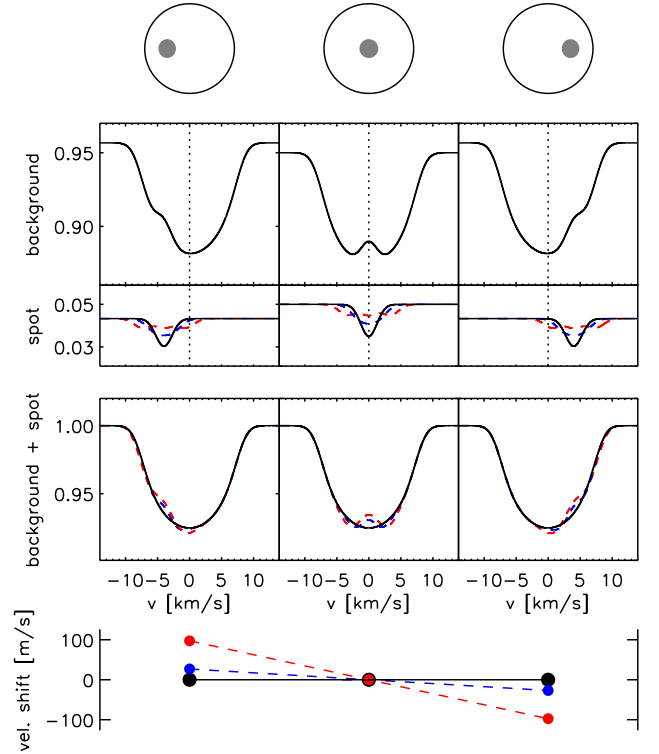 background
0.95
0.90
spot
0.05
0.03
background + spot
1.00
0.95
−10 −5 0 5 10 −10 −5 0 5 10 −10 −5 0 5 10
v [km/s] v [km/s] v [km/s]
vel. shift [m/s]
100
0
−100